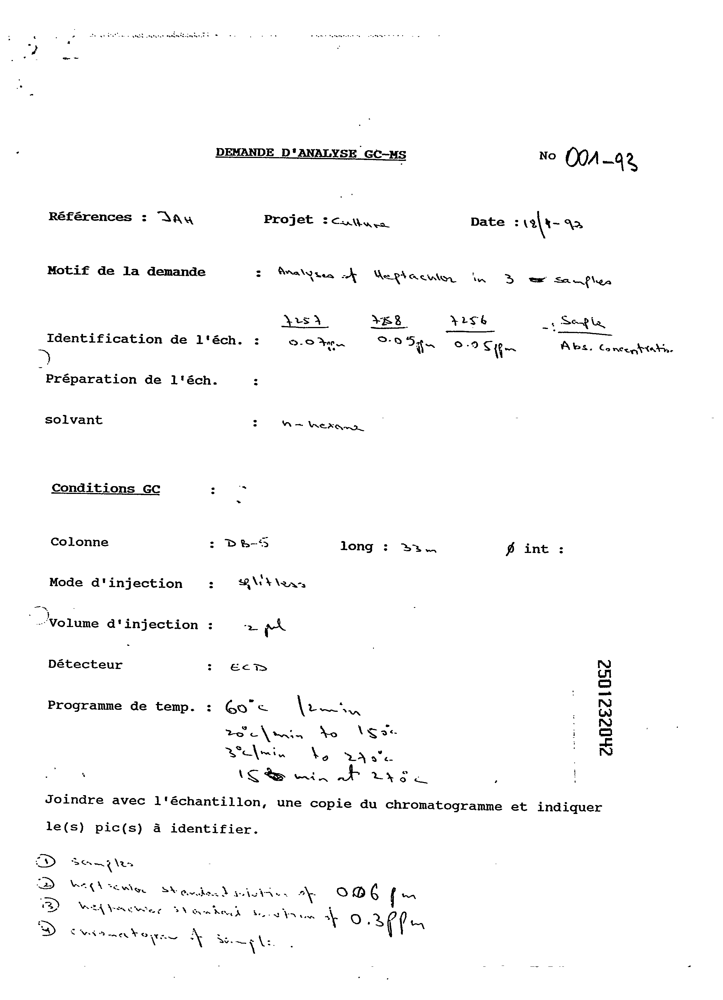 DEMANDE D'ANALYSE GC-MS No 001-93
Références : JAH Projet : Culture Date : 12/4-93
Motif de la demande : Analyses of Heptachlor in 3 samples
7257 7258 7256 -: Sample
Identification de l'éch. : 0.07ppm 0.05ppm 0.05ppm Abs. Concentration
Préparation de l'éch. :
solvant : n-hexane
Conditions GC :
Colonne : DB-5 long : 33m ø int :
Mode d'injection : splitless
Volume d'injection : 2 µl
Détecteur : ECD
Programme de temp. : 60°c /2min
20°c/min to 150°c
3°c/min to 270°c
15 min at 270°c
Joindre avec l'échantillon, une copie du chromatogramme et indiquer
le(s) pic(s) à identifier.
① samples
② heptachlor standard solution of 0.06 ppm
③ heptachlor standard solution of 0.3 ppm
④ chromatogram of sample.
2501232042